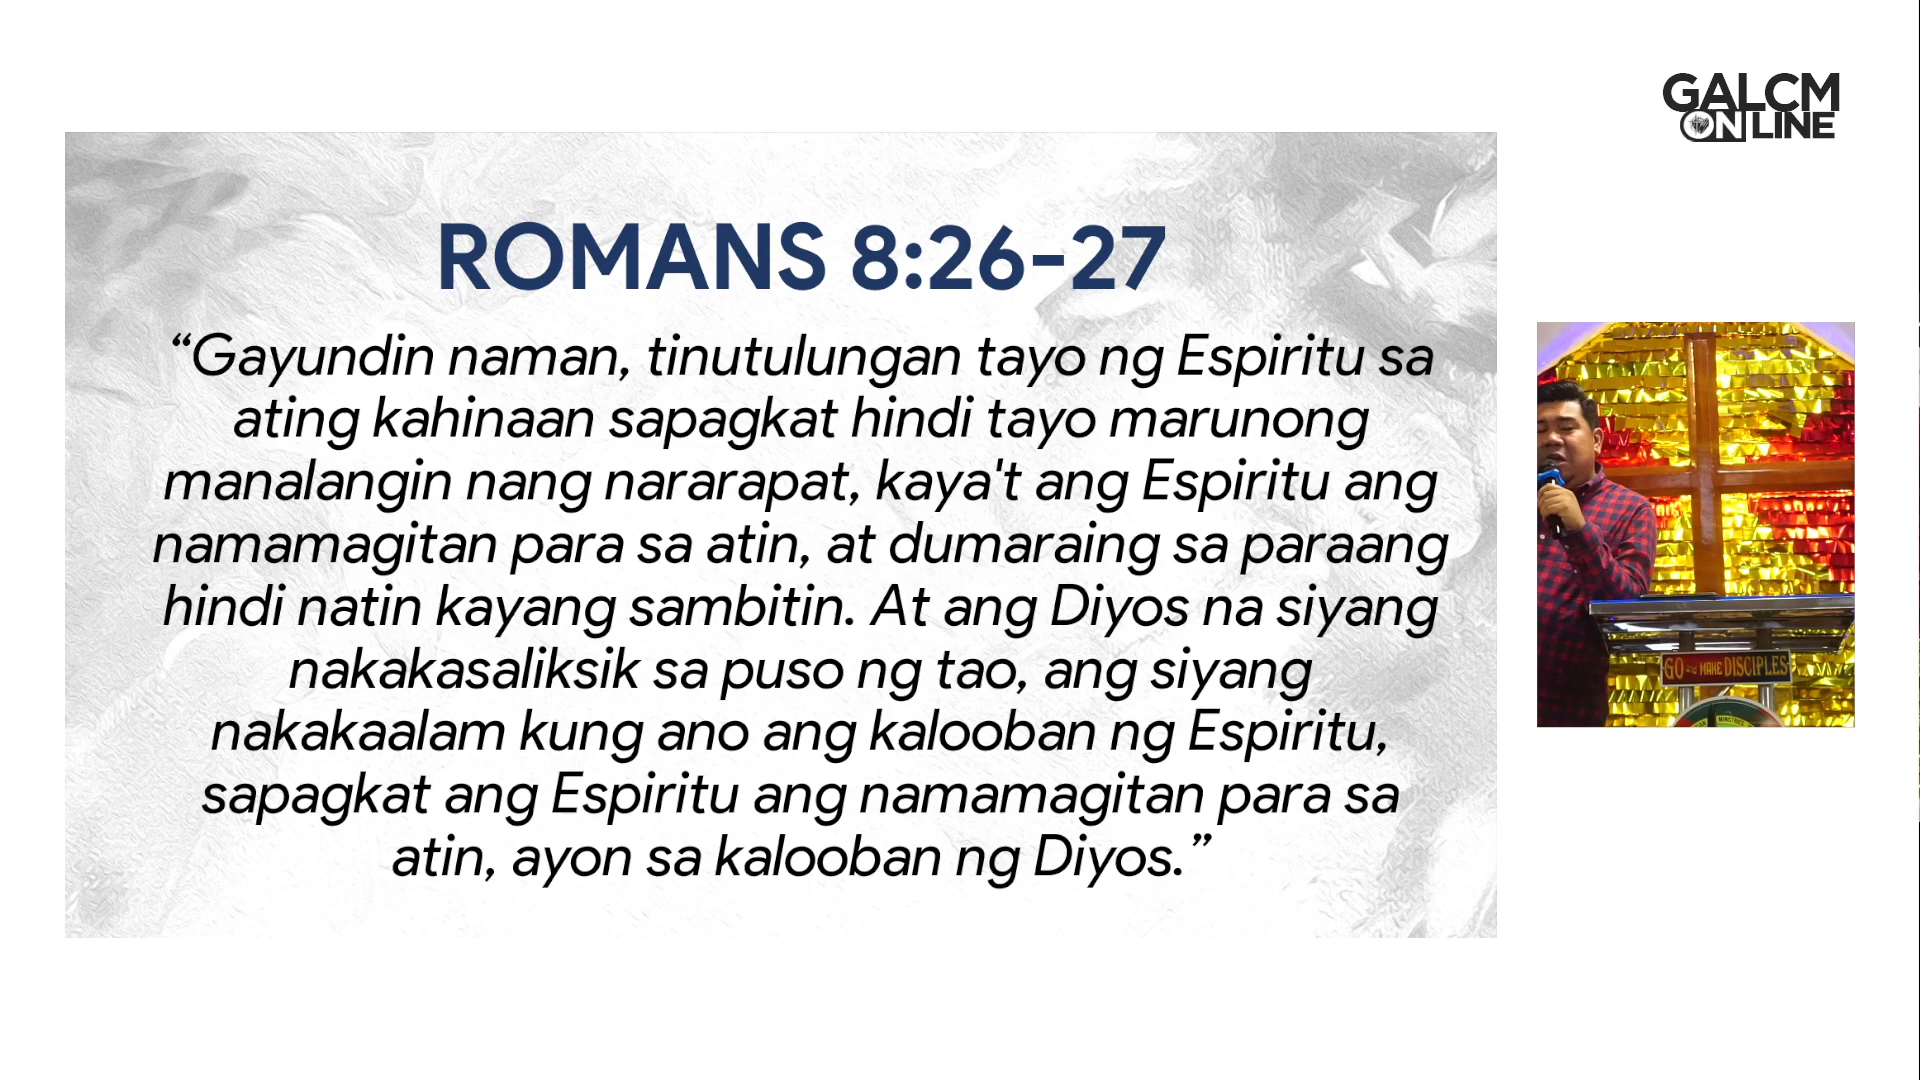 GALCM
ONLINE
ROMANS 8:26-27
“Gayundin naman, tinutulungan tayo ng Espiritu sa
ating kahinaan sapagkat hindi tayo marunong
manalangin nang nararapat, kaya't ang Espiritu ang
namamagitan para sa atin, at dumaraing sa paraang
hindi natin kayang sambitin. At ang Diyos na siyang
nakakasaliksik sa puso ng tao, ang siyang
nakakaalam kung ano ang kalooban ng Espiritu,
sapagkat ang Espiritu ang namamagitan para sa
atin, ayon sa kalooban ng Diyos.”
GO and MAKE DISCIPLES
MINISTRIES